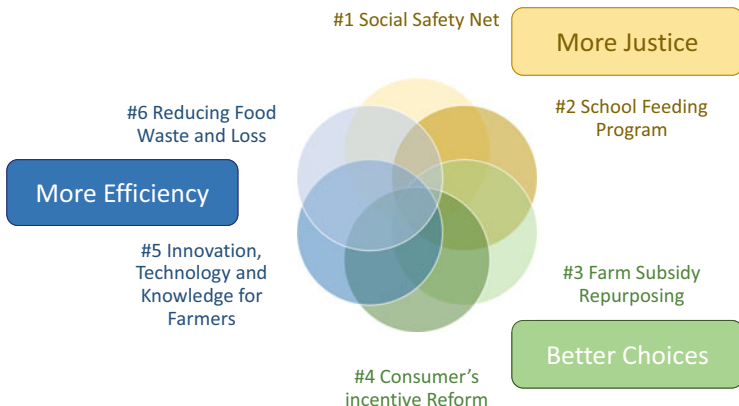 #1 Social Safety Net
More Justice
#2 School Feeding
Program
#6 Reducing Food
Waste and Loss
More Efficiency
#5 Innovation,
Technology and
Knowledge for
Farmers
#3 Farm Subsidy
Repurposing
Better Choices
#4 Consumer’s
incentive Reform